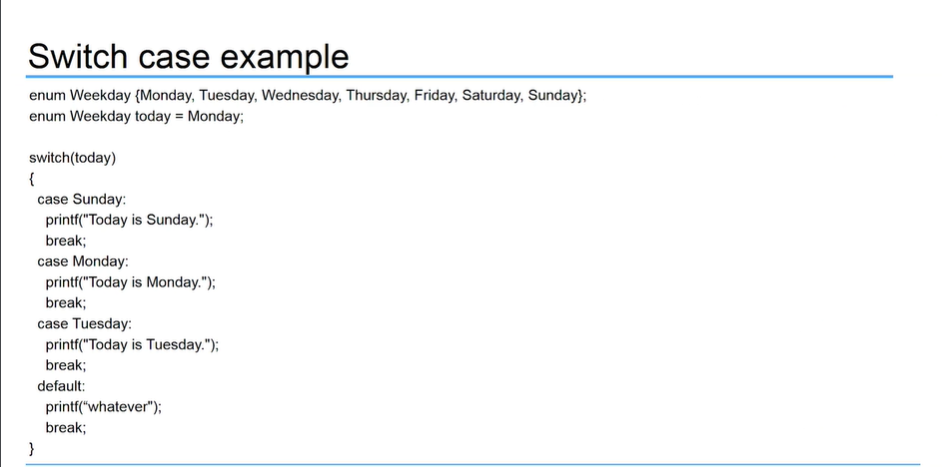 Switch case example
enum Weekday {Monday, Tuesday, Wednesday, Thursday, Friday, Saturday, Sunday};
enum Weekday today = Monday;
switch(today)
{
case Sunday:
printf("Today is Sunday.");
break;
case Monday:
printf("Today is Monday.");
break;
case Tuesday:
printf("Today is Tuesday.");
break;
default:
printf(“whatever");
break;
}